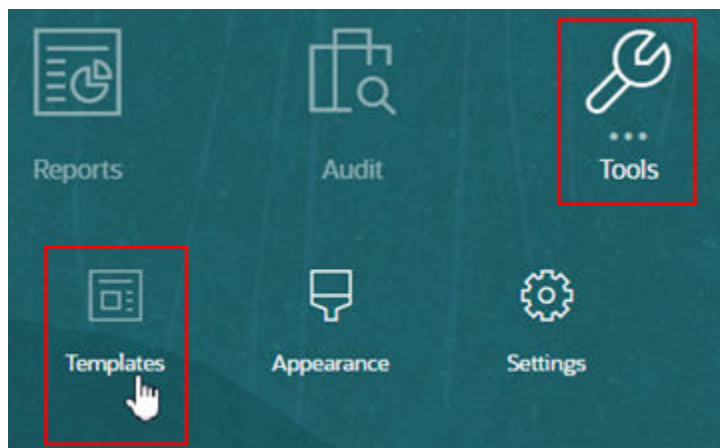 Reports
Audit
Tools
Templates
Appearance
Settings